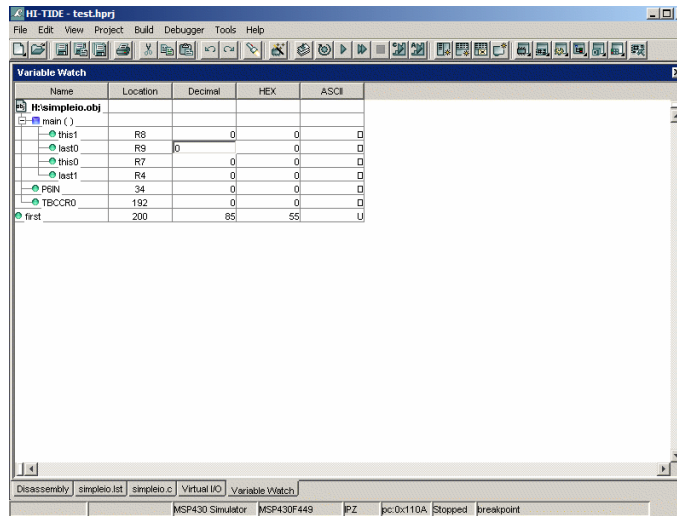 HI-TIDE - test.hprj
File Edit View Project Build Debugger Tools Help
Variable Watch
Name Location Decimal HEX ASCII
H:\simpleio.obj
main ( )
this1 R8 0 0
last0 R9 0 0
this0 R7 0 0
last1 R4 0 0
P6IN 34 0 0
TBCCR0 192 0 0
first 200 85 55 U
Disassembly simpleio.lst simpleio.c Virtual I/O Variable Watch
MSP430 Simulator MSP430F449 IPZ pc:0x110A Stopped breakpoint